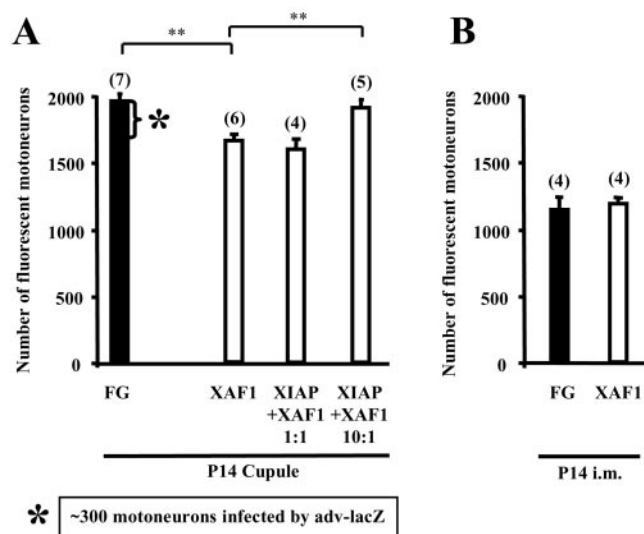 A
B
**
**
(7)
(6)
(4)
(5)
(4)
(4)
Number of fluorescent motoneurons
2000
1500
1000
500
0
*
FG
XAF1
XIAP
+XAF1
1:1
XIAP
+XAF1
10:1
P14 Cupule
* ~300 motoneurons infected by adv-lacZ
Number of fluorescent motoneurons
2000
1500
1000
500
0
FG
XAF1
P14 i.m.